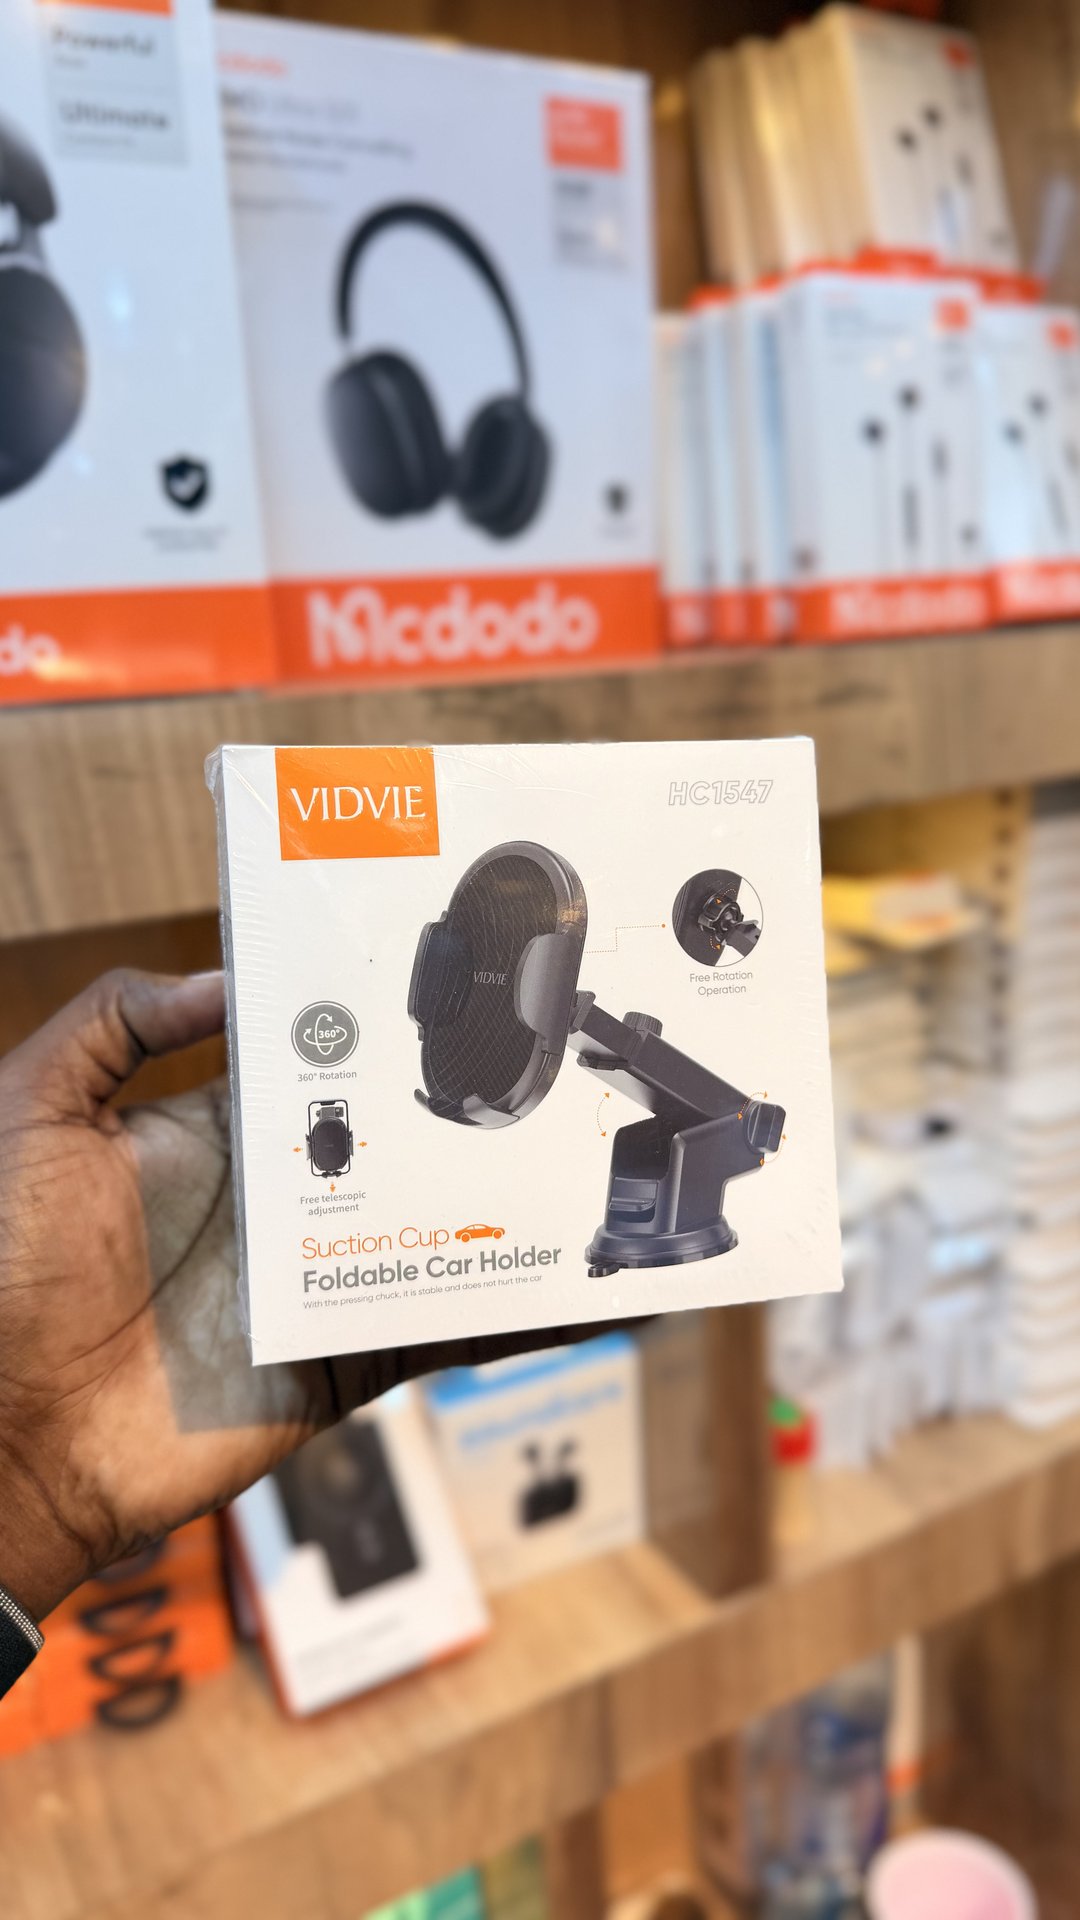 Powerful
Ultimate
Mcdodo
Mcdodo
do
VIDVIE
HC1547
VIDVIE
Free Rotation
Operation
360°
360° Rotation
Free telescopic
adjustment
Suction Cup
Foldable Car Holder
With the pressing chuck, it is stable and does not hurt the car